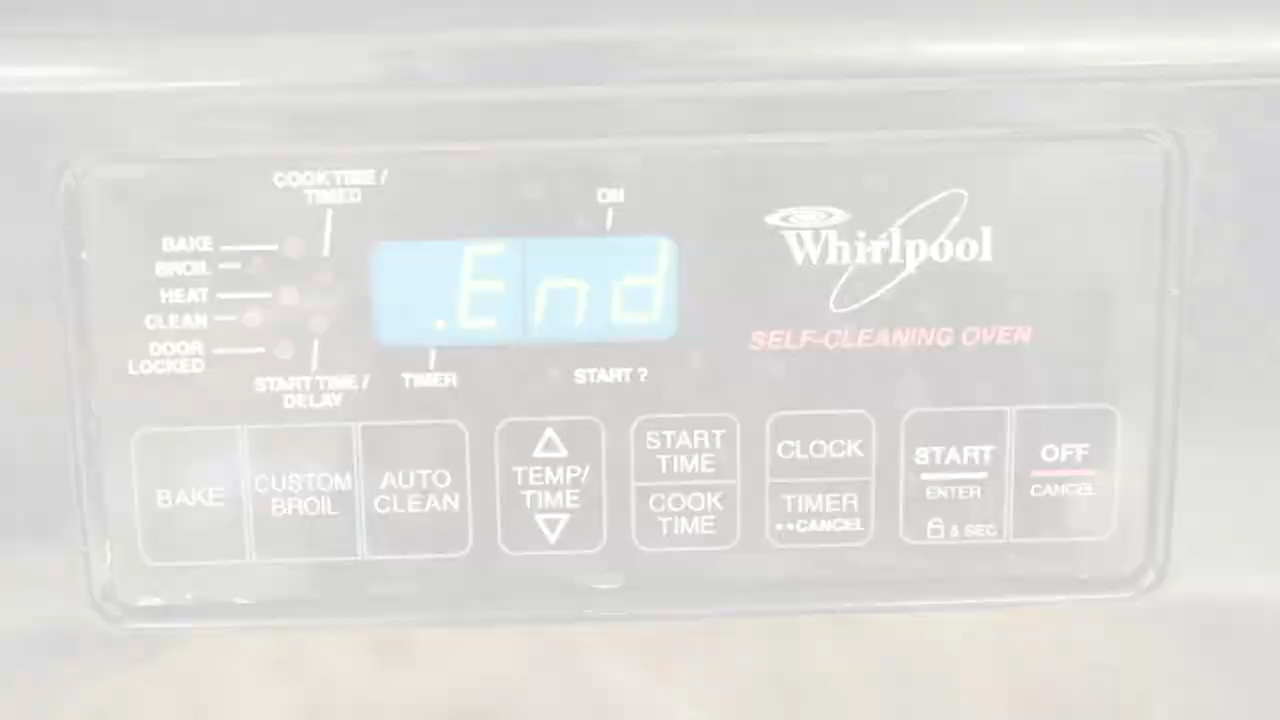 COOK TIME /
TIMED
ON
BAKE
BROIL
HEAT
CLEAN
DOOR
LOCKED
.End
Whirlpool
SELF-CLEANING OVEN
START TIME /
DELAY
TIMER
START ?
BAKE
CUSTOM
BROIL
AUTO
CLEAN
TEMP/
TIME
START
TIME
COOK
TIME
CLOCK
TIMER
••CANCEL
START
ENTER
5 SEC
OFF
CANCEL